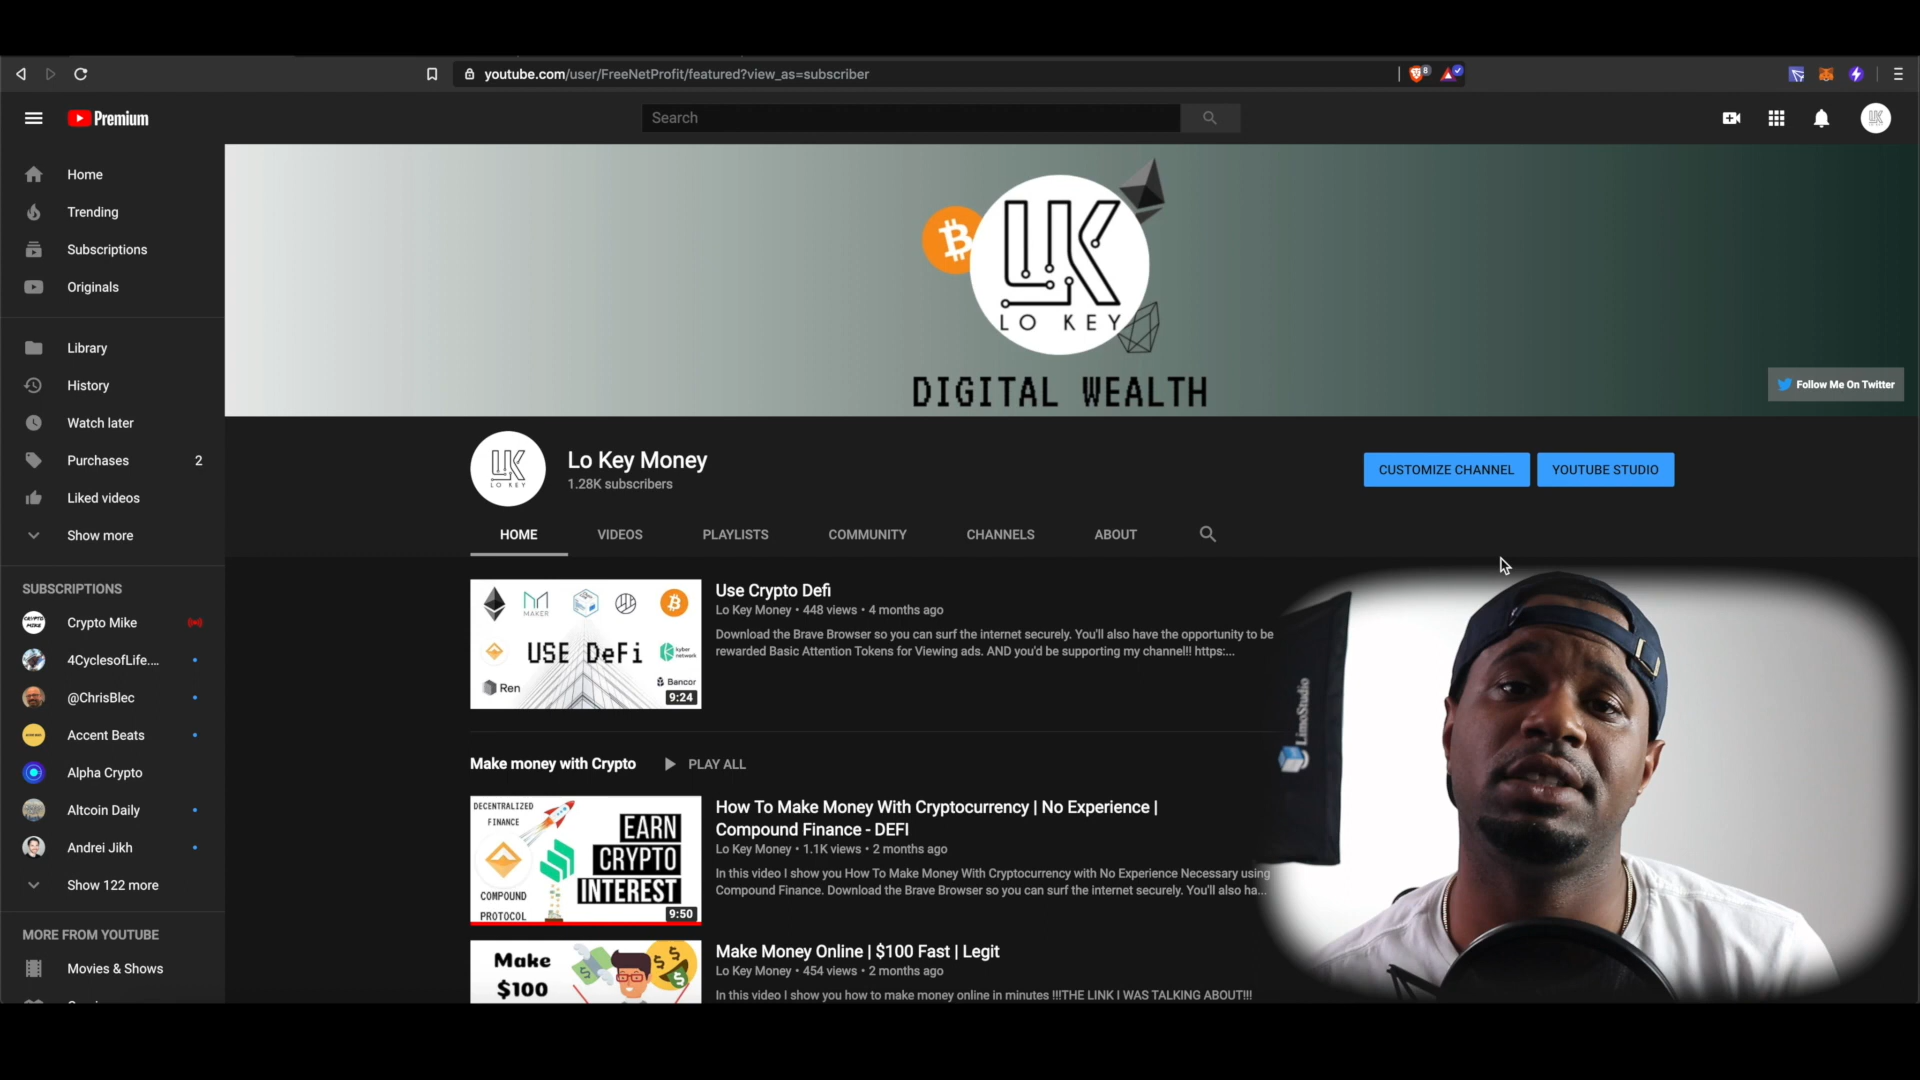 youtube.com/user/FreeNetProfit/featured?view_as=subscriber
8
Premium
Search
LK
Home
Trending
Subscriptions
Originals
Library
History
Watch later
Purchases 2
Liked videos
Show more
SUBSCRIPTIONS
Crypto Mike
4CyclesofLife....
@ChrisBlec
Accent Beats
Alpha Crypto
Altcoin Daily
Andrei Jikh
Show 122 more
MORE FROM YOUTUBE
Movies & Shows
LK
LO KEY
DIGITAL WEALTH
Follow Me On Twitter
LK
LO KEY
Lo Key Money
1.28K subscribers
CUSTOMIZE CHANNEL
YOUTUBE STUDIO
HOME
VIDEOS
PLAYLISTS
COMMUNITY
CHANNELS
ABOUT
MAKER
USE DeFi
kyber
network
Ren
Bancor
9:24
Use Crypto Defi
Lo Key Money • 448 views • 4 months ago
Download the Brave Browser so you can surf the internet securely. You'll also have the opportunity to be
rewarded Basic Attention Tokens for Viewing ads. AND you'd be supporting my channel!! https:...
Make money with Crypto
PLAY ALL
DECENTRALIZED
FINANCE
EARN
CRYPTO
INTEREST
COMPOUND
PROTOCOL
9:50
How To Make Money With Cryptocurrency | No Experience |
Compound Finance - DEFI
Lo Key Money • 1.1K views • 2 months ago
In this video I show you How To Make Money With Cryptocurrency with No Experience Necessary using
Compound Finance. Download the Brave Browser so you can surf the internet securely. You'll also ha...
Make
$100
Make Money Online | $100 Fast | Legit
Lo Key Money • 454 views • 2 months ago
In this video I show you how to make money online in minutes !!!THE LINK I WAS TALKING ABOUT!!!
LimoStudio